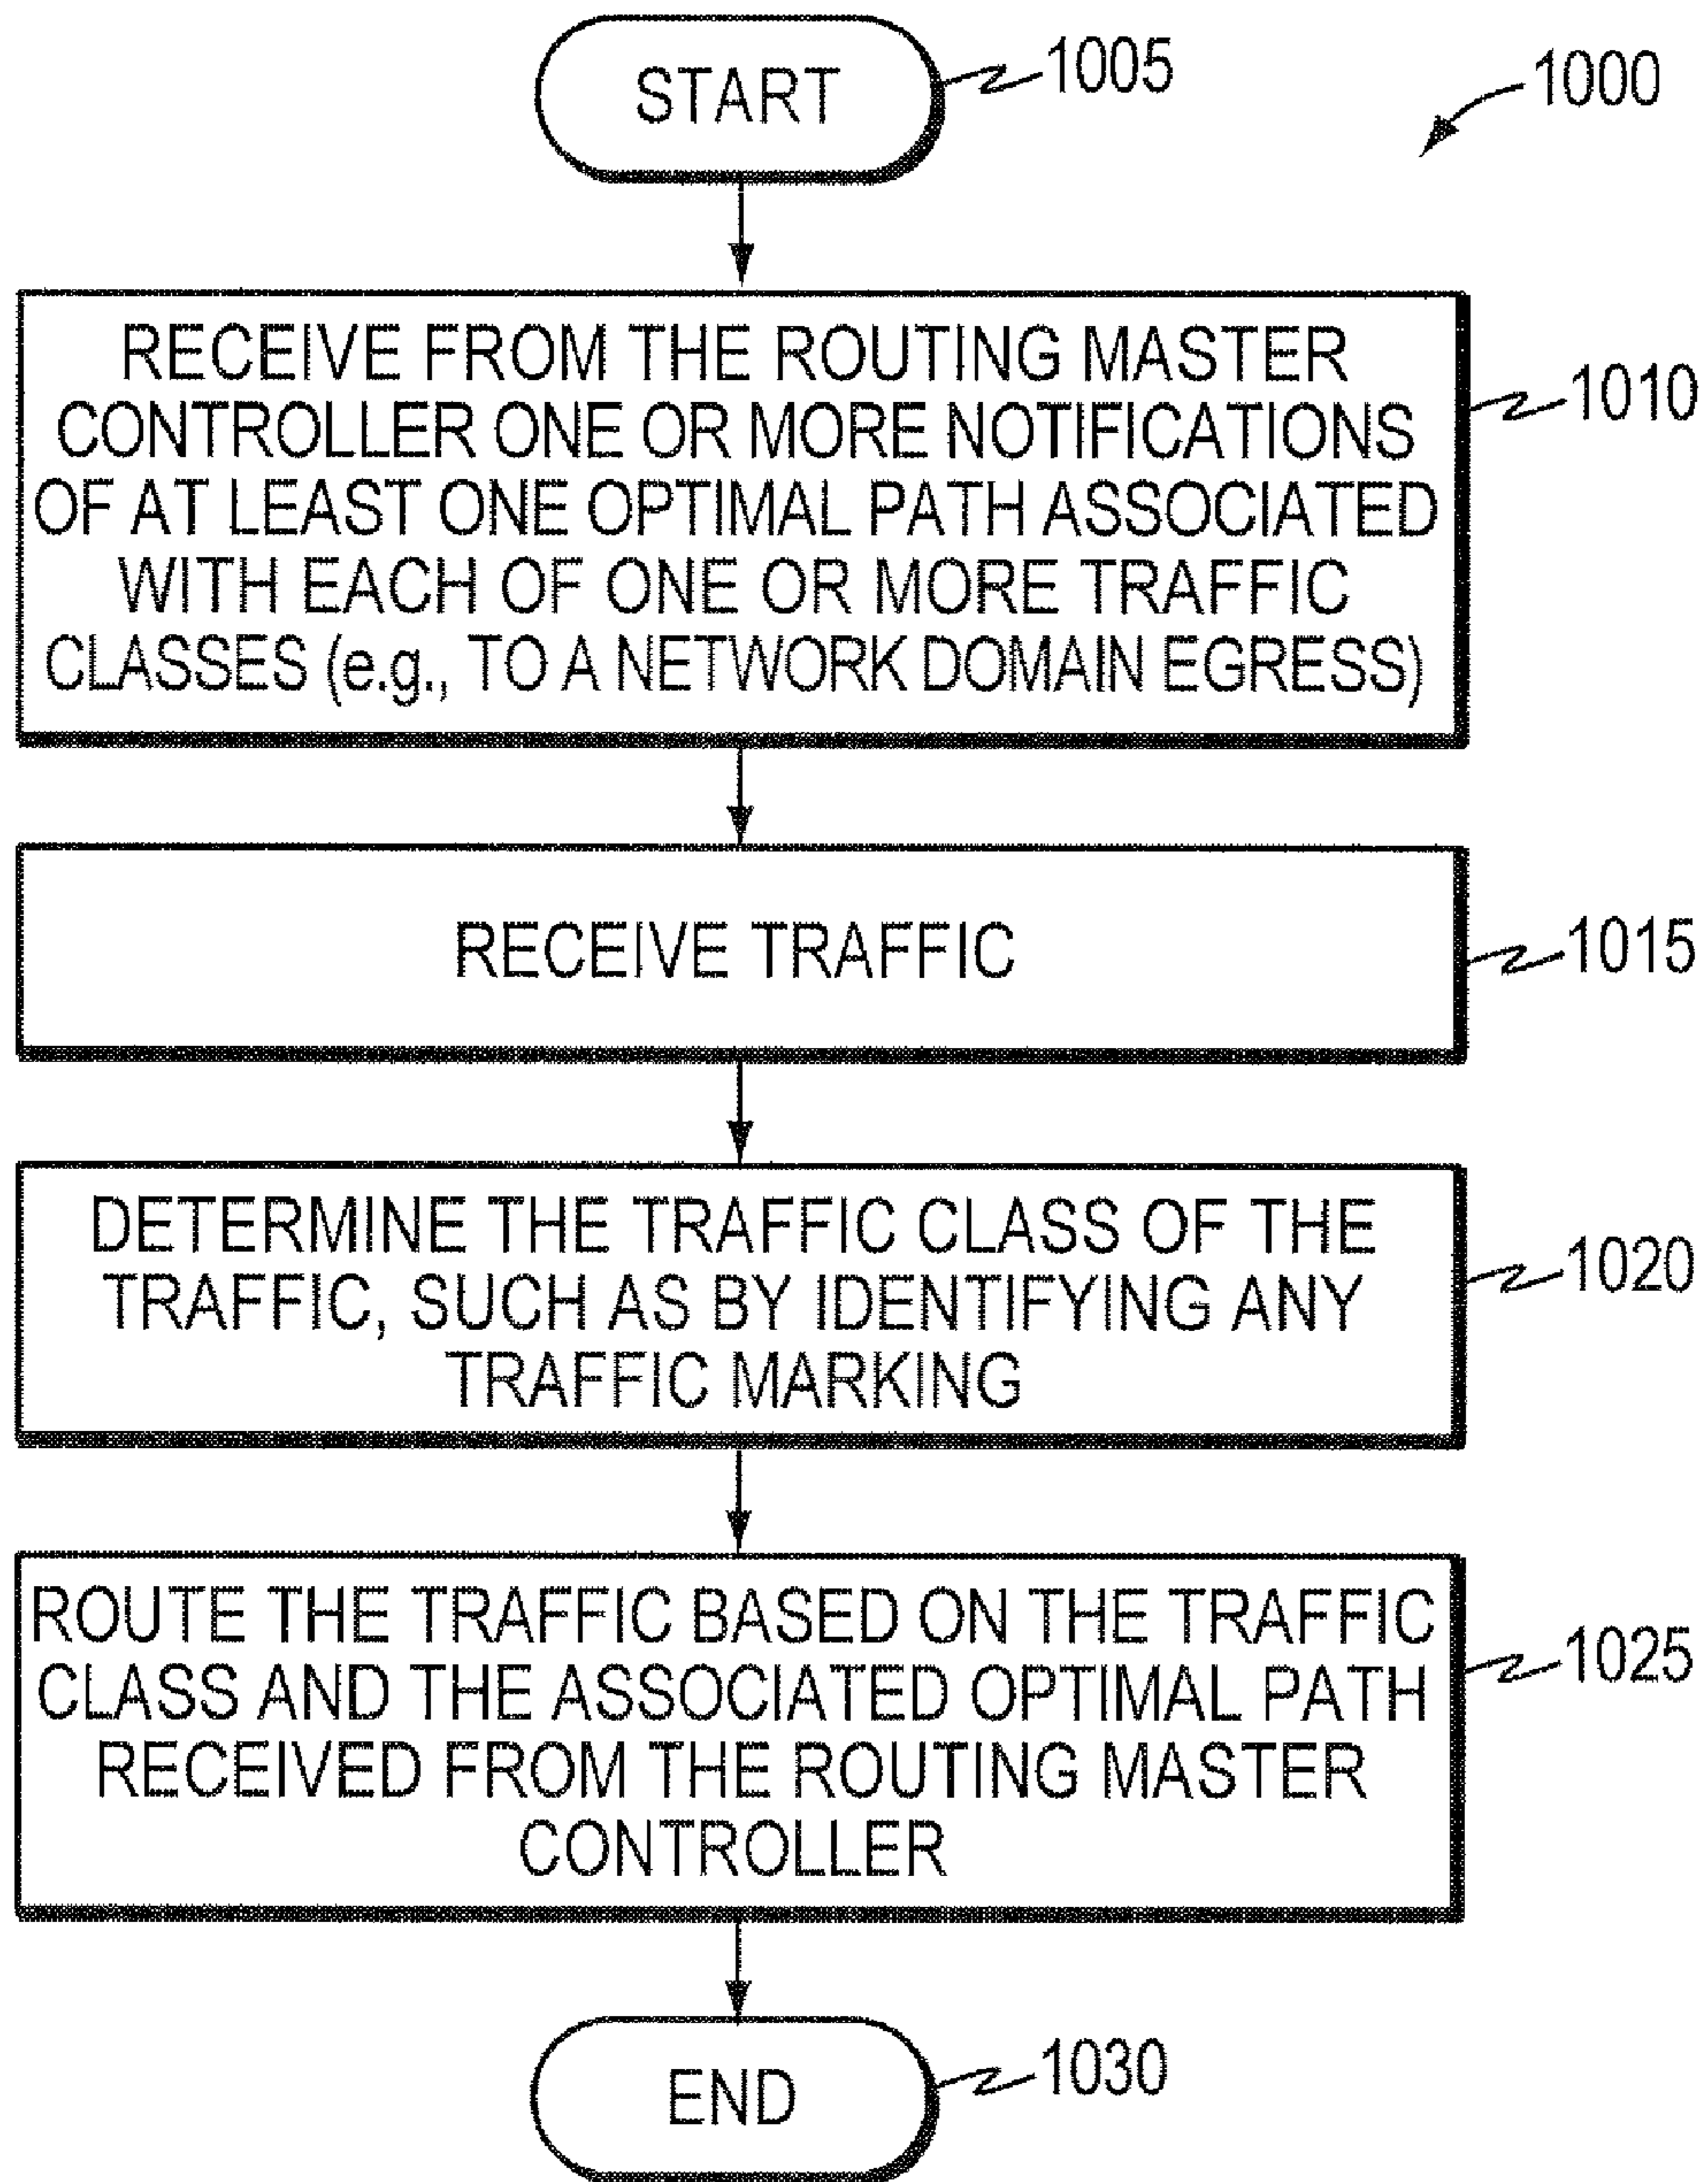 START
1005
1000
RECEIVE FROM THE ROUTING MASTER
CONTROLLER ONE OR MORE NOTIFICATIONS
OF AT LEAST ONE OPTIMAL PATH ASSOCIATED
WITH EACH OF ONE OR MORE TRAFFIC
CLASSES (e.g., TO A NETWORK DOMAIN EGRESS)
1010
RECEIVE TRAFFIC
1015
DETERMINE THE TRAFFIC CLASS OF THE
TRAFFIC, SUCH AS BY IDENTIFYING ANY
TRAFFIC MARKING
1020
ROUTE THE TRAFFIC BASED ON THE TRAFFIC
CLASS AND THE ASSOCIATED OPTIMAL PATH
RECEIVED FROM THE ROUTING MASTER
CONTROLLER
1025
END
1030